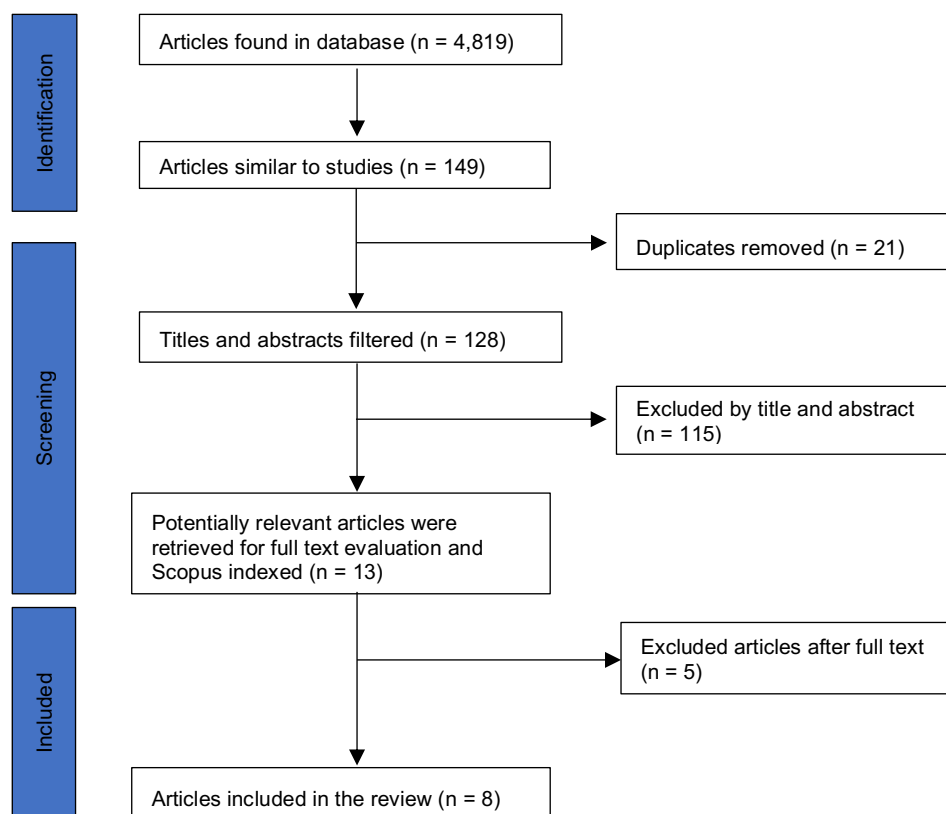 Identification
Articles found in database (n = 4,819)
Articles similar to studies (n = 149)
Duplicates removed (n = 21)
Screening
Titles and abstracts filtered (n = 128)
Excluded by title and abstract
(n = 115)
Potentially relevant articles were
retrieved for full text evaluation and
Scopus indexed (n = 13)
Included
Excluded articles after full text
(n = 5)
Articles included in the review (n = 8)